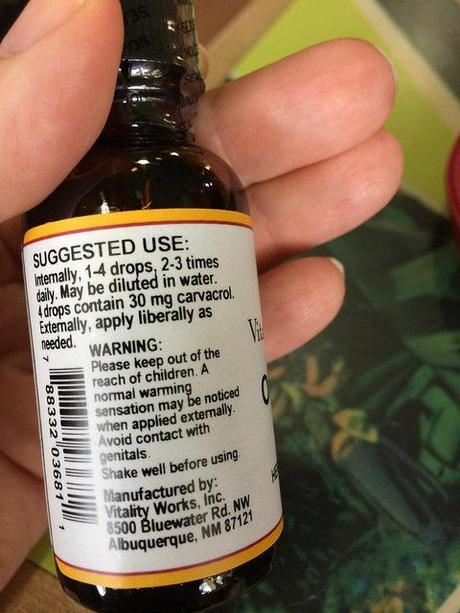 SUGGESTED USE:
Internally, 1-4 drops, 2-3 times
daily. May be diluted in water.
4 drops contain 30 mg carvacrol.
Externally, apply liberally as
needed.
WARNING:
Please keep out of the
reach of children. A
normal warming
sensation may be noticed
when applied externally.
Avoid contact with
genitals.
Shake well before using.
Manufactured by:
Vitality Works, Inc.
8500 Bluewater Rd. NW
Albuquerque, NM 87121
7 88332 03681 1